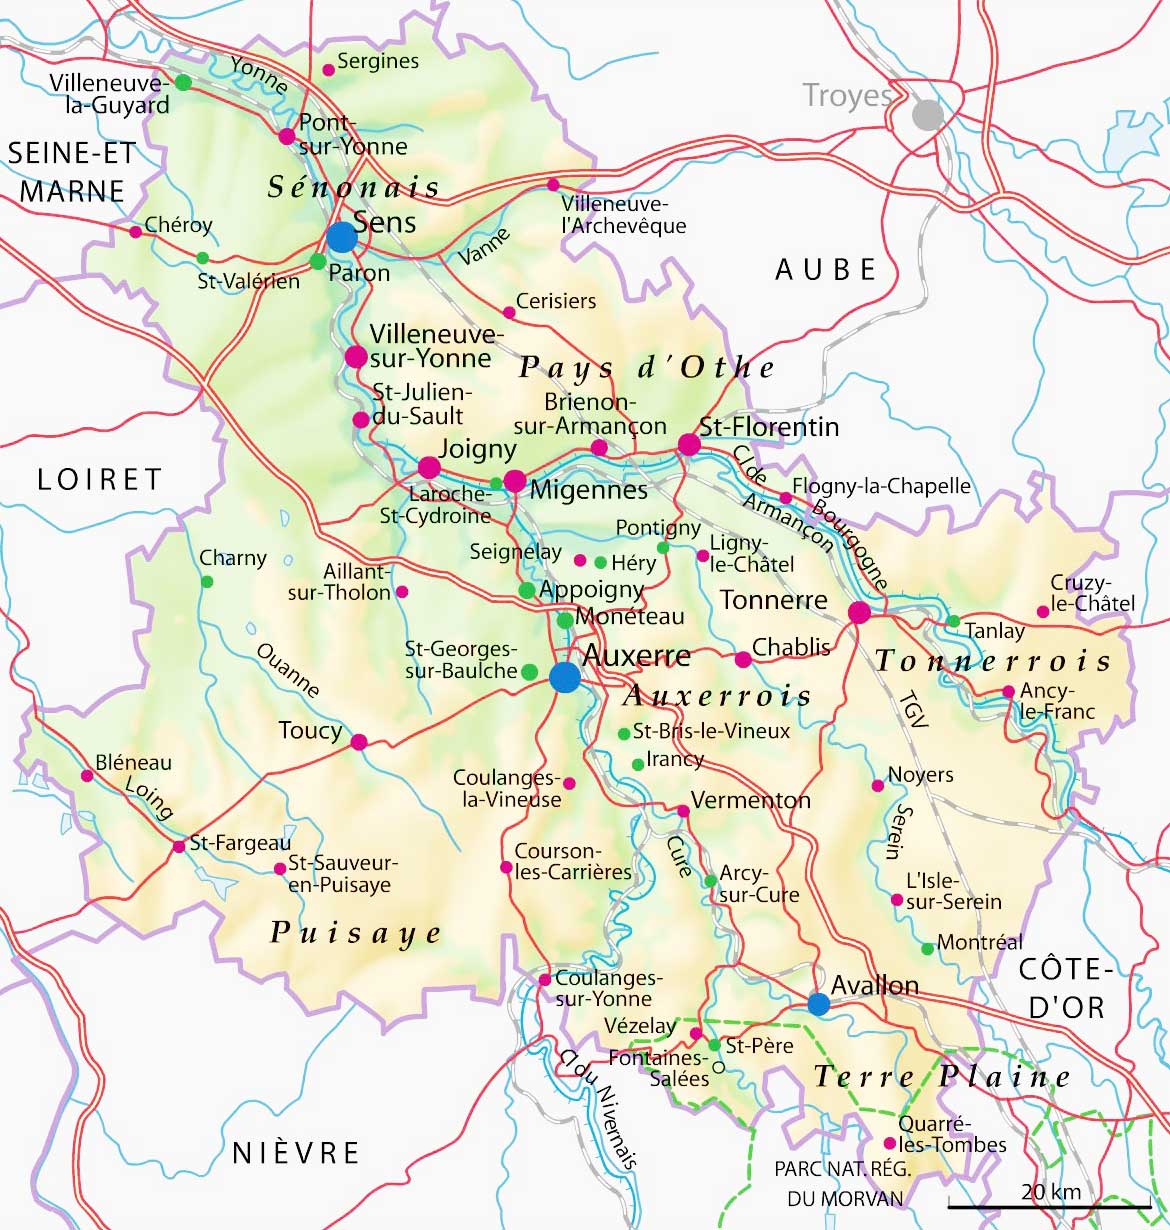 Sergines
Yonne
Villeneuve-
la-Guyard
Troyes
Pont-
sur-Yonne
SEINE-ET
MARNE
Sénonais
Villeneuve-
l'Archevêque
Chéroy
Sens
Vanne
St-Valérien
Paron
AUBE
Cerisiers
Villeneuve-
sur-Yonne
Pays d'Othe
St-Julien-
du-Sault
Brienon-
sur-Armançon
St-Florentin
Joigny
Cl de
Bourgogne
LOIRET
Migennes
Flogny-la-Chapelle
Laroche-
St-Cydroine
Armançon
Pontigny
Seignelay
Héry
Ligny-
le-Châtel
Charny
Aillant-
sur-Tholon
Appoigny
Tonnerre
Cruzy-
le-Châtel
Monéteau
Tanlay
St-Georges-
sur-Baulche
Auxerre
Chablis
Tonnerrois
Ouanne
Auxerrois
Ancy-
le-Franc
TGV
Toucy
St-Bris-le-Vineux
Irancy
Bléneau
Loing
Coulanges-
la-Vineuse
Noyers
Vermenton
Serein
St-Fargeau
Cure
St-Sauveur-
en-Puisaye
Courson-
les-Carrières
Arcy-
sur-Cure
L'Isle-
sur-Serein
Puisaye
Montréal
CÔTE-
D'OR
Coulanges-
sur-Yonne
Avallon
Vézelay
St-Père
Fontaines-
Salées
Terre Plaine
Cl du Nivernais
NIÈVRE
Quarré-
les-Tombes
PARC NAT. RÉG.
DU MORVAN
20 km